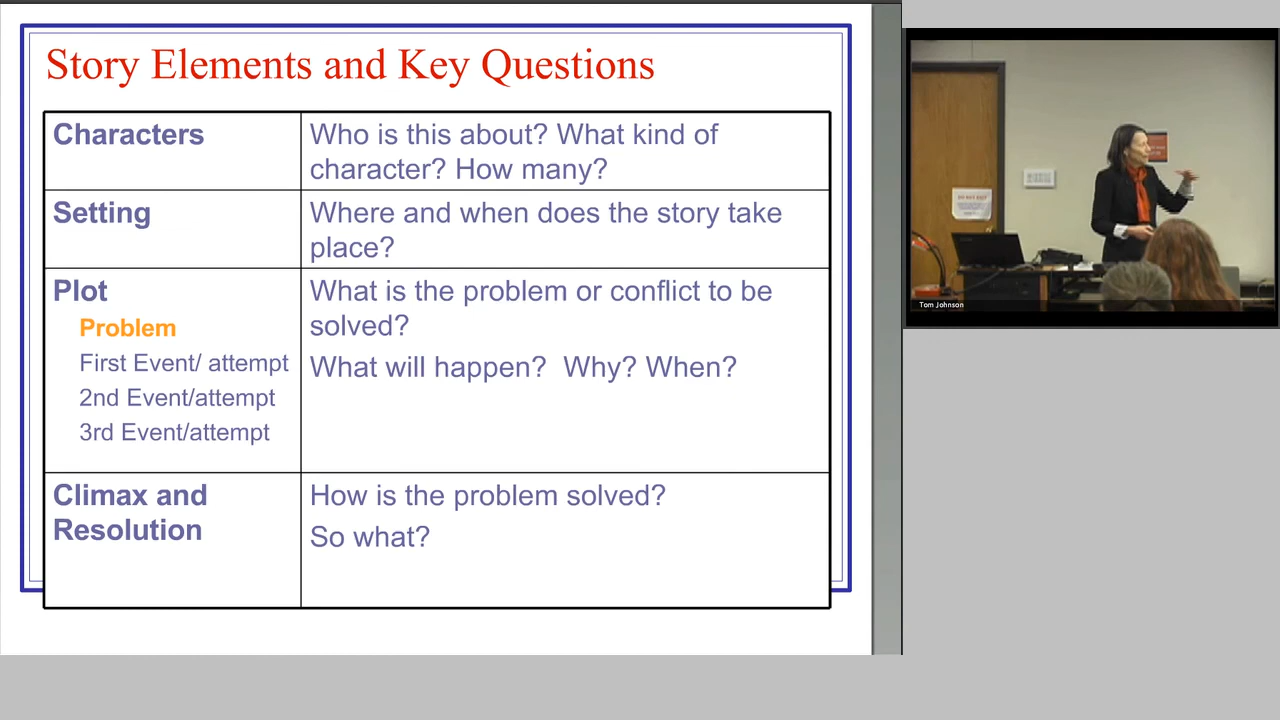 Story Elements and Key Questions
Characters
Who is this about? What kind of
character? How many?
Setting
Where and when does the story take
place?
Plot
Problem
First Event/ attempt
2nd Event/attempt
3rd Event/attempt
What is the problem or conflict to be
solved?
What will happen?  Why? When?
Climax and
Resolution
How is the problem solved?
So what?
Tom Johnson